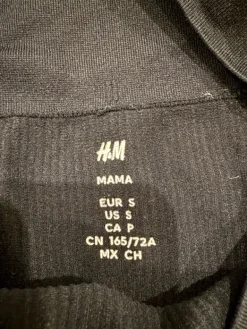 H&M
MAMA
EUR S
US S
CA P
CN 165/72A
MX CH